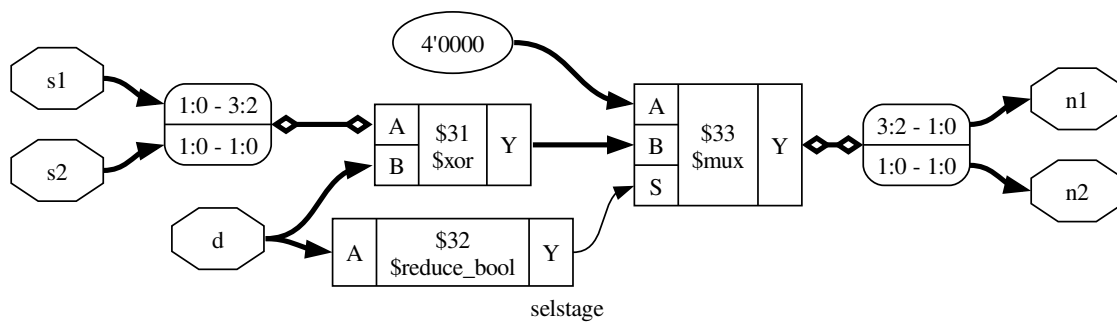 4'0000
s1
s2
1:0 - 3:2
1:0 - 1:0
A
B
$31
$xor
Y
A
B
S
$33
$mux
Y
3:2 - 1:0
1:0 - 1:0
n1
n2
d
A
$32
$reduce_bool
Y
selstage